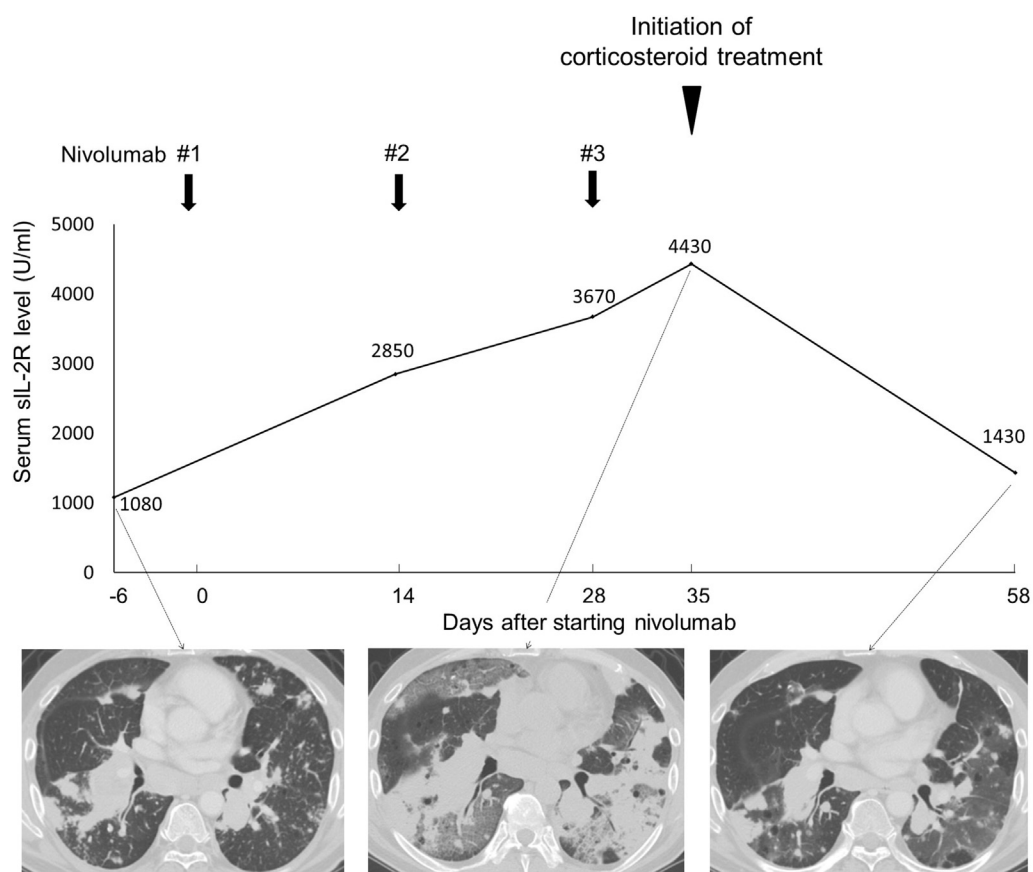 Initiation of
corticosteroid treatment
Nivolumab #1 #2 #3
Serum sIL-2R level (U/ml)
5000
4000
3000
2000
1000
0
1080
2850
3670
4430
1430
-6 0 14 28 35 58
Days after starting nivolumab